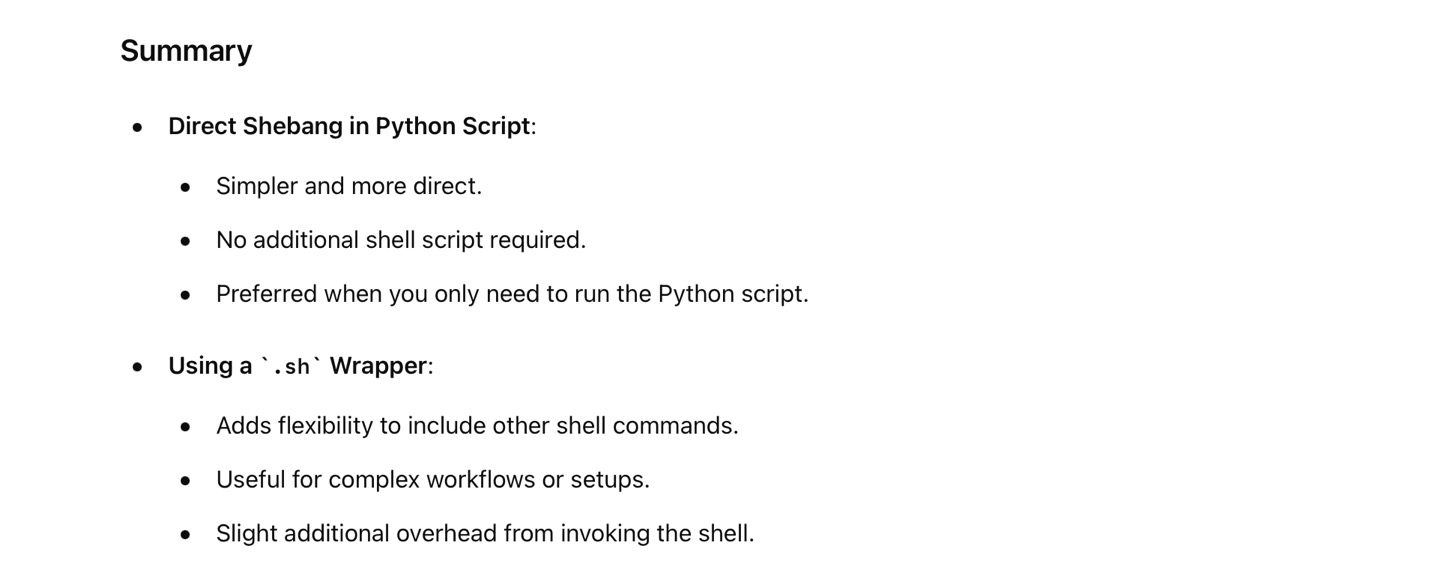 Summary
• Direct Shebang in Python Script:
• Simpler and more direct.
• No additional shell script required.
• Preferred when you only need to run the Python script.
• Using a `.sh` Wrapper:
• Adds flexibility to include other shell commands.
• Useful for complex workflows or setups.
• Slight additional overhead from invoking the shell.